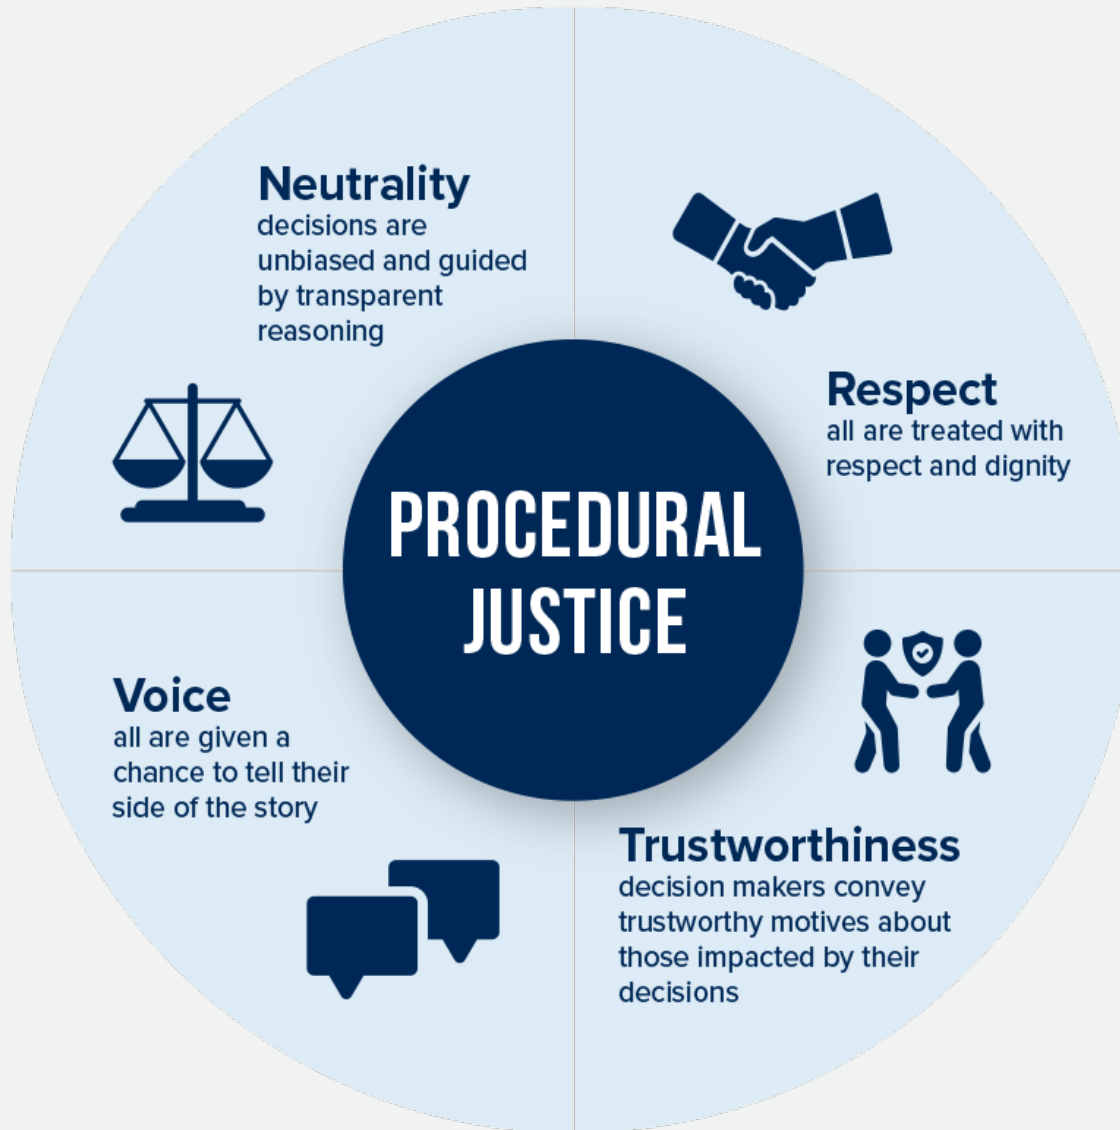 Neutrality
decisions are
unbiased and guided
by transparent
reasoning
Respect
all are treated with
respect and dignity
PROCEDURAL
JUSTICE
Voice
all are given a
chance to tell their
side of the story
Trustworthiness
decision makers convey
trustworthy motives about
those impacted by their
decisions